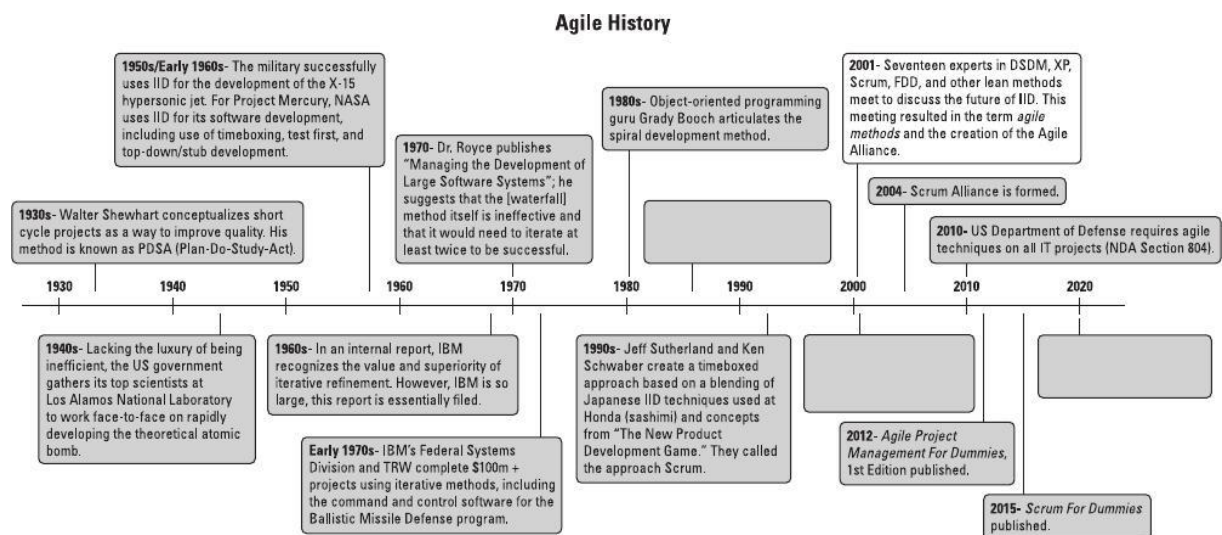 Agile History
1950s/Early 1960s- The military successfully
uses IID for the development of the X-15
hypersonic jet. For Project Mercury, NASA
uses IID for its software development,
including use of timeboxing, test first, and
top-down/stub development.
1970- Dr. Royce publishes
"Managing the Development of
Large Software Systems"; he
suggests that the [waterfall]
method itself is ineffective and
that it would need to iterate at
least twice to be successful.
1980s- Object-oriented programming
guru Grady Booch articulates the
spiral development method.
2001- Seventeen experts in DSDM, XP,
Scrum, FDD, and other lean methods
meet to discuss the future of IID. This
meeting resulted in the term agile
methods and the creation of the Agile
Alliance.
2004- Scrum Alliance is formed.
1930s- Walter Shewhart conceptualizes short
cycle projects as a way to improve quality. His
method is known as PDSA (Plan-Do-Study-Act).
2010- US Department of Defense requires agile
techniques on all IT projects (NDA Section 804).
1930 1940 1950 1960 1970 1980 1990 2000 2010 2020
1940s- Lacking the luxury of being
inefficient, the US government
gathers its top scientists at
Los Alamos National Laboratory
to work face-to-face on rapidly
developing the theoretical atomic
bomb.
1960s- In an internal report, IBM
recognizes the value and superiority of
iterative refinement. However, IBM is so
large, this report is essentially filed.
Early 1970s- IBM's Federal Systems
Division and TRW complete $100m +
projects using iterative methods, including
the command and control software for the
Ballistic Missile Defense program.
1990s- Jeff Sutherland and Ken
Schwaber create a timeboxed
approach based on a blending of
Japanese IID techniques used at
Honda (sashimi) and concepts
from "The New Product
Development Game." They called
the approach Scrum.
2012- Agile Project
Management For Dummies,
1st Edition published.
2015- Scrum For Dummies
published.